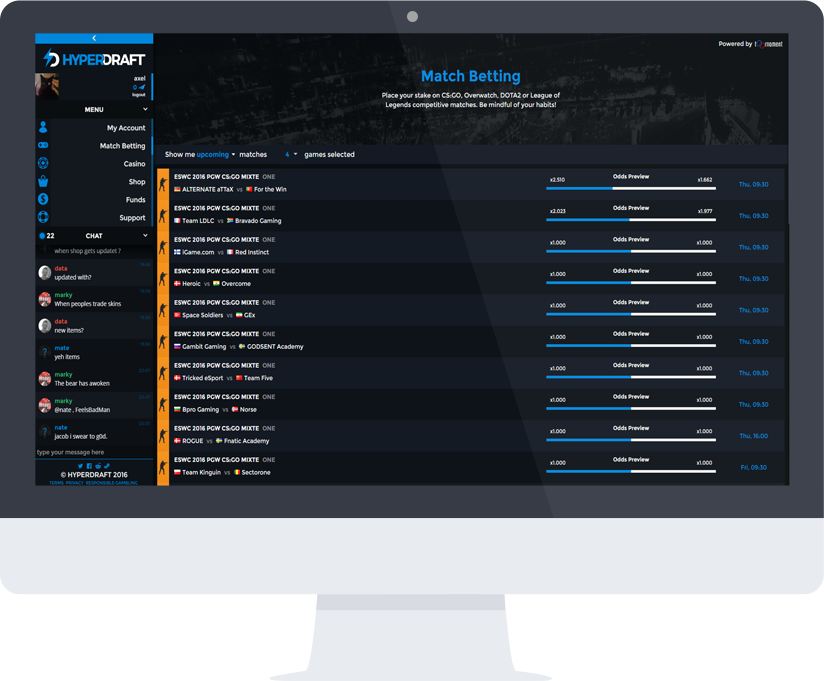 HYPERDRAFT
axel
0
logout
MENU
My Account
Match Betting
Casino
Shop
Funds
Support
22 CHAT
when shop gets updatet ?
data
updated with?
marky
When peoples trade skins
data
new items?
mate
yeh items
marky
The bear has awoken
marky
@nate , FeelsBadMan
nate
jacob i swear to g0d.
type your message here
© HYPERDRAFT 2016
TERMS PRIVACY RESPONSIBLE GAMBLING
Powered by
Match Betting
Place your stake on CS:GO, Overwatch, DOTA2 or League of
Legends competitive matches. Be mindful of your habits!
Show me upcoming matches 4 games selected
ESWC 2016 PGW CS:GO MIXTE ONE
ALTERNATE aTTaX vs For the Win
x2.510 Odds Preview x1.662
Thu, 09:30
ESWC 2016 PGW CS:GO MIXTE ONE
Team LDLC vs Bravado Gaming
x2.023 Odds Preview x1.977
Thu, 09:30
ESWC 2016 PGW CS:GO MIXTE ONE
iGame.com vs Red Instinct
x1.000 Odds Preview x1.000
Thu, 09:30
ESWC 2016 PGW CS:GO MIXTE ONE
Heroic vs Overcome
x1.000 Odds Preview x1.000
Thu, 09:30
ESWC 2016 PGW CS:GO MIXTE ONE
Space Soldiers vs GEx
x1.000 Odds Preview x1.000
Thu, 09:30
ESWC 2016 PGW CS:GO MIXTE ONE
Gambit Gaming vs GODSENT Academy
x1.000 Odds Preview x1.000
Thu, 09:30
ESWC 2016 PGW CS:GO MIXTE ONE
Tricked eSport vs Team Five
x1.000 Odds Preview x1.000
Thu, 09:30
ESWC 2016 PGW CS:GO MIXTE ONE
Bpro Gaming vs Norse
x1.000 Odds Preview x1.000
Thu, 09:30
ESWC 2016 PGW CS:GO MIXTE ONE
ROGUE vs Fnatic Academy
x1.000 Odds Preview x1.000
Thu, 16:00
ESWC 2016 PGW CS:GO MIXTE ONE
Team Kinguin vs Sectorone
x1.000 Odds Preview x1.000
Fri, 09:30